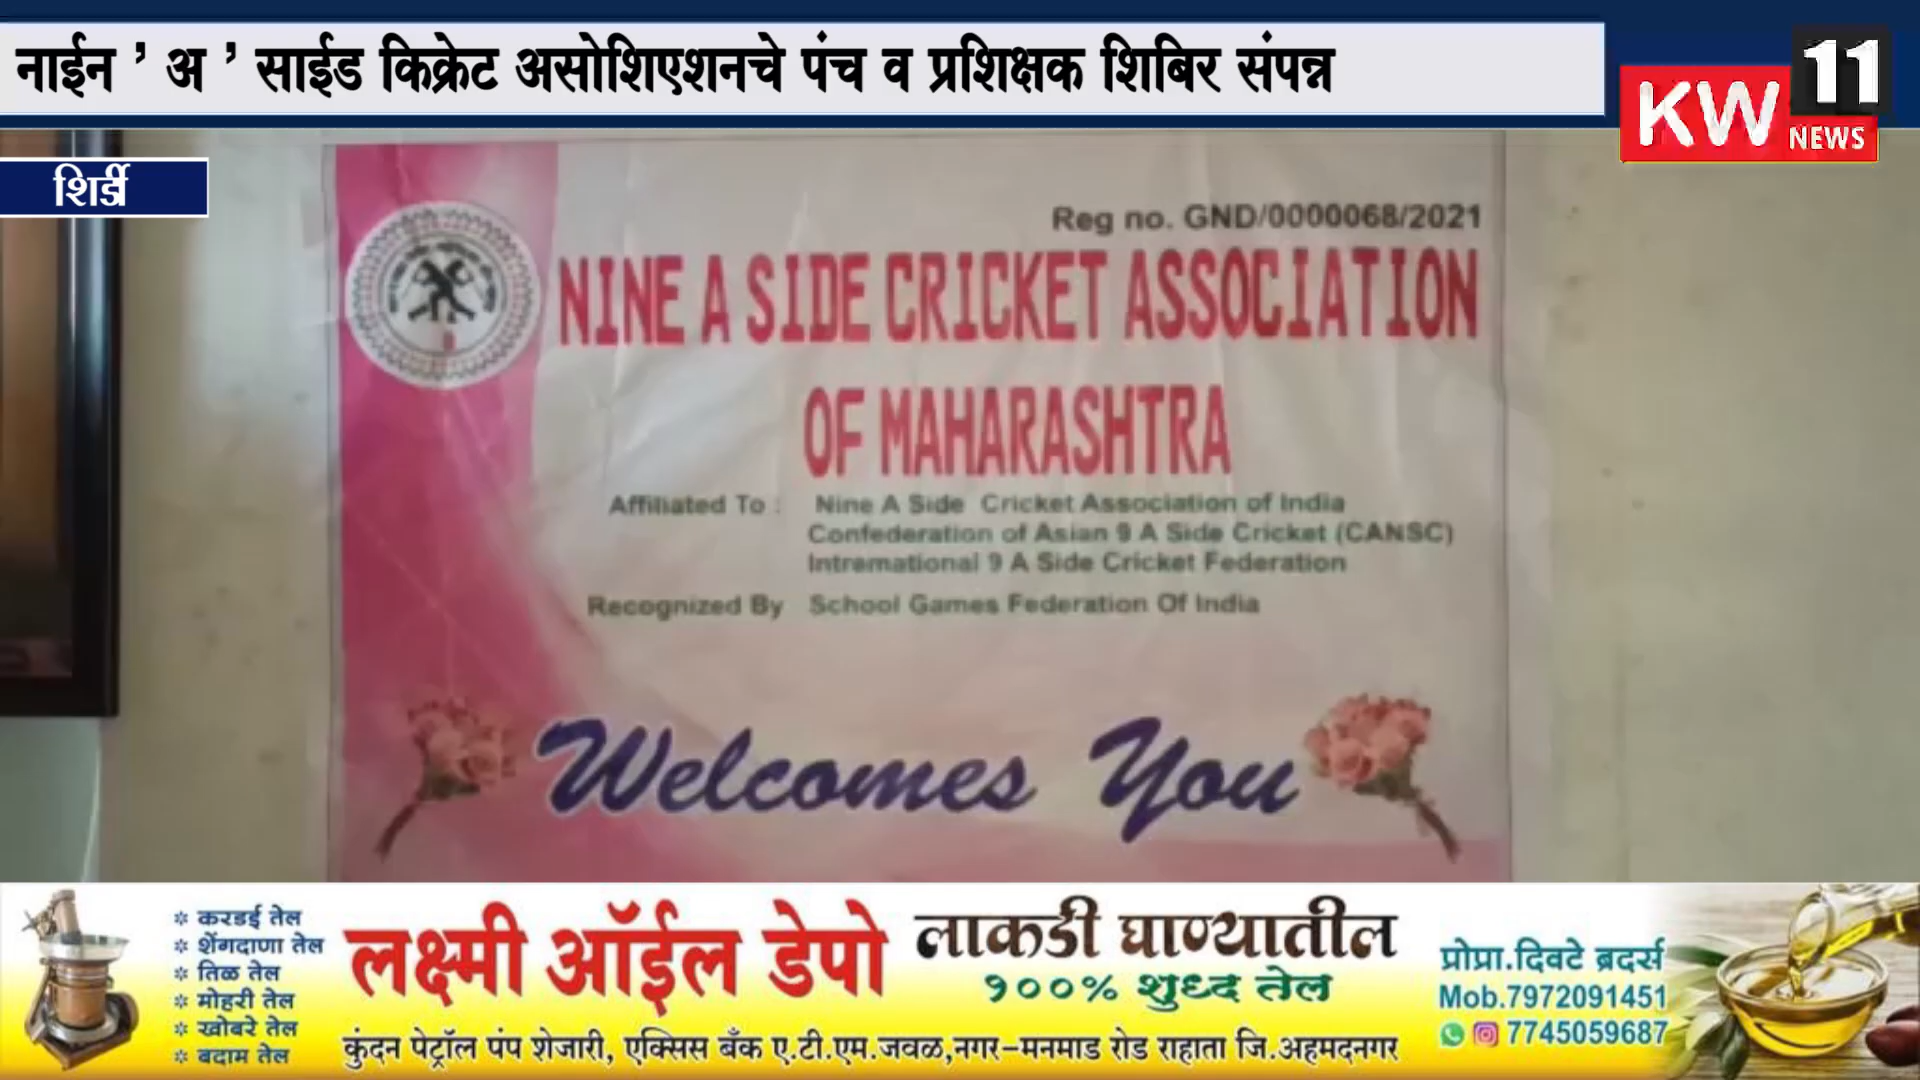 नाईन ' अ ' साईड क्रिकेट असोशिएशनचे पंच व प्रशिक्षक शिबिर संपन्न
KW 11 NEWS
शिर्डी
Reg no. GND/0000068/2021
NINE A SIDE CRICKET ASSOCIATION
OF MAHARASHTRA
Affiliated To : Nine A Side Cricket Association of India
Confederation of Asian 9 A Side Cricket (CANSC)
Intremational 9 A Side Cricket Federation
Recognized By School Games Federation Of India
Welcomes You
करडई तेल
शेंगदाणा तेल
तिळ तेल
मोहरी तेल
खोबरे तेल
बदाम तेल
लक्ष्मी ऑईल डेपो
लाकडी घाण्यातील
१००% शुध्द तेल
कुंदन पेट्रॉल पंप शेजारी, एक्सिस बँक ए.टी.एम.जवळ,नगर-मनमाड रोड राहाता जि.अहमदनगर
प्रोप्रा.दिवटे ब्रदर्स
Mob.7972091451
7745059687